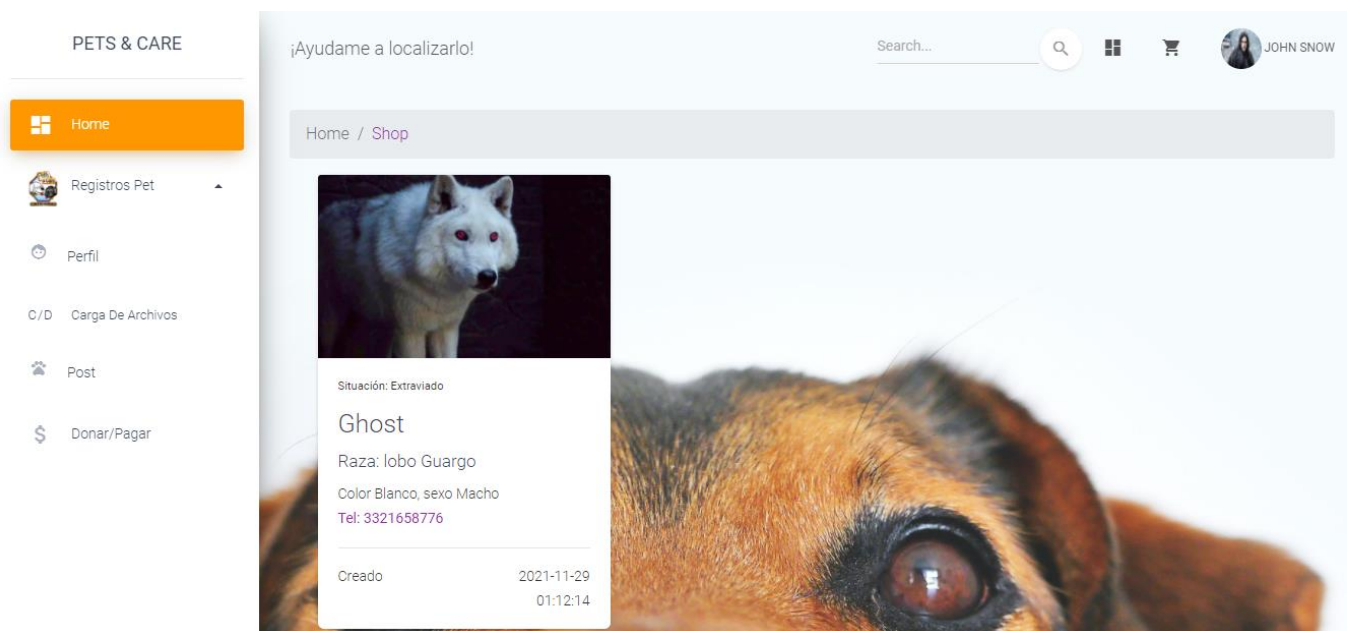 PETS & CARE
Home
Registros Pet
Perfil
C/D Carga De Archivos
Post
$ Donar/Pagar
¡Ayudame a localizarlo!
Search...
JOHN SNOW
Home / Shop
Situación: Extraviado
Ghost
Raza: lobo Guargo
Color Blanco, sexo Macho
Tel: 3321658776
Creado 2021-11-29
01:12:14